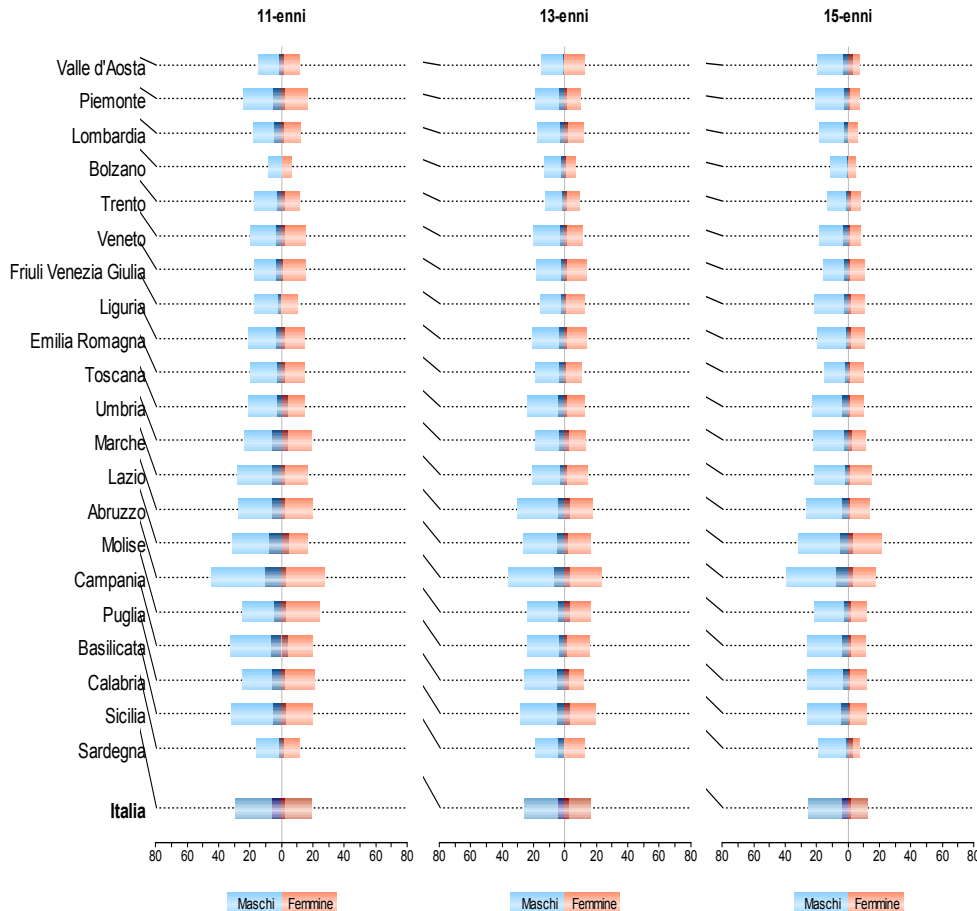 11-enni 13-enni 15-enni
Valle d'Aosta
Piemonte
Lombardia
Bolzano
Trento
Veneto
Friuli Venezia Giulia
Liguria
Emilia Romagna
Toscana
Umbria
Marche
Lazio
Abruzzo
Molise
Campania
Puglia
Basilicata
Calabria
Sicilia
Sardegna
Italia
80 60 40 20 0 20 40 60 80 80 60 40 20 0 20 40 60 80 80 60 40 20 0 20 40 60 80
Maschi Femmine Maschi Femmine Maschi Femmine